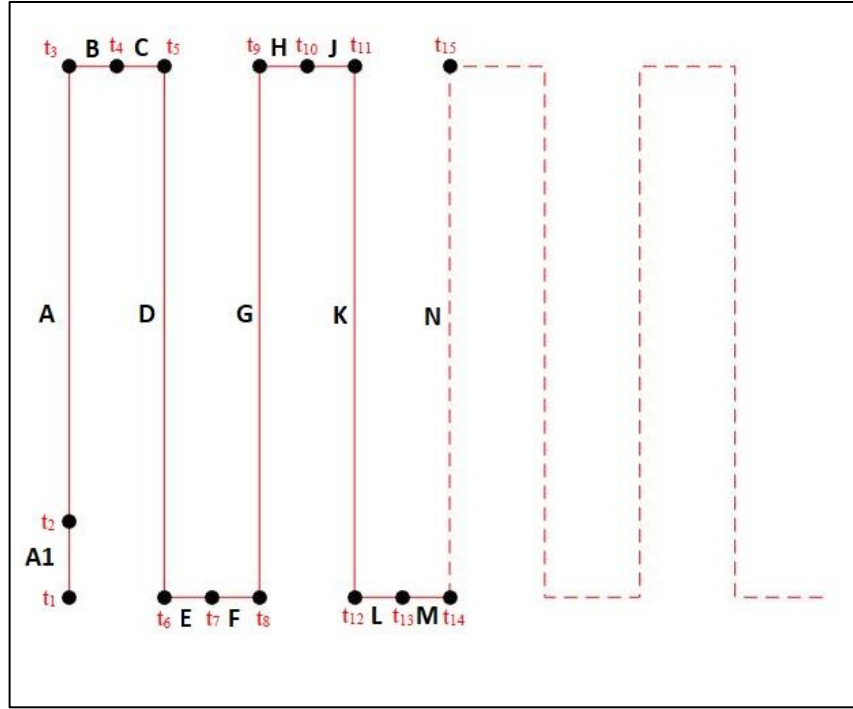 t₃ B t₄ C t₅ t₉ H t₁₀ J t₁₁ t₁₅
A D G K N
t₂
A1
t₁
t₆ E t₇ F t₈ t₁₂ L t₁₃ M t₁₄